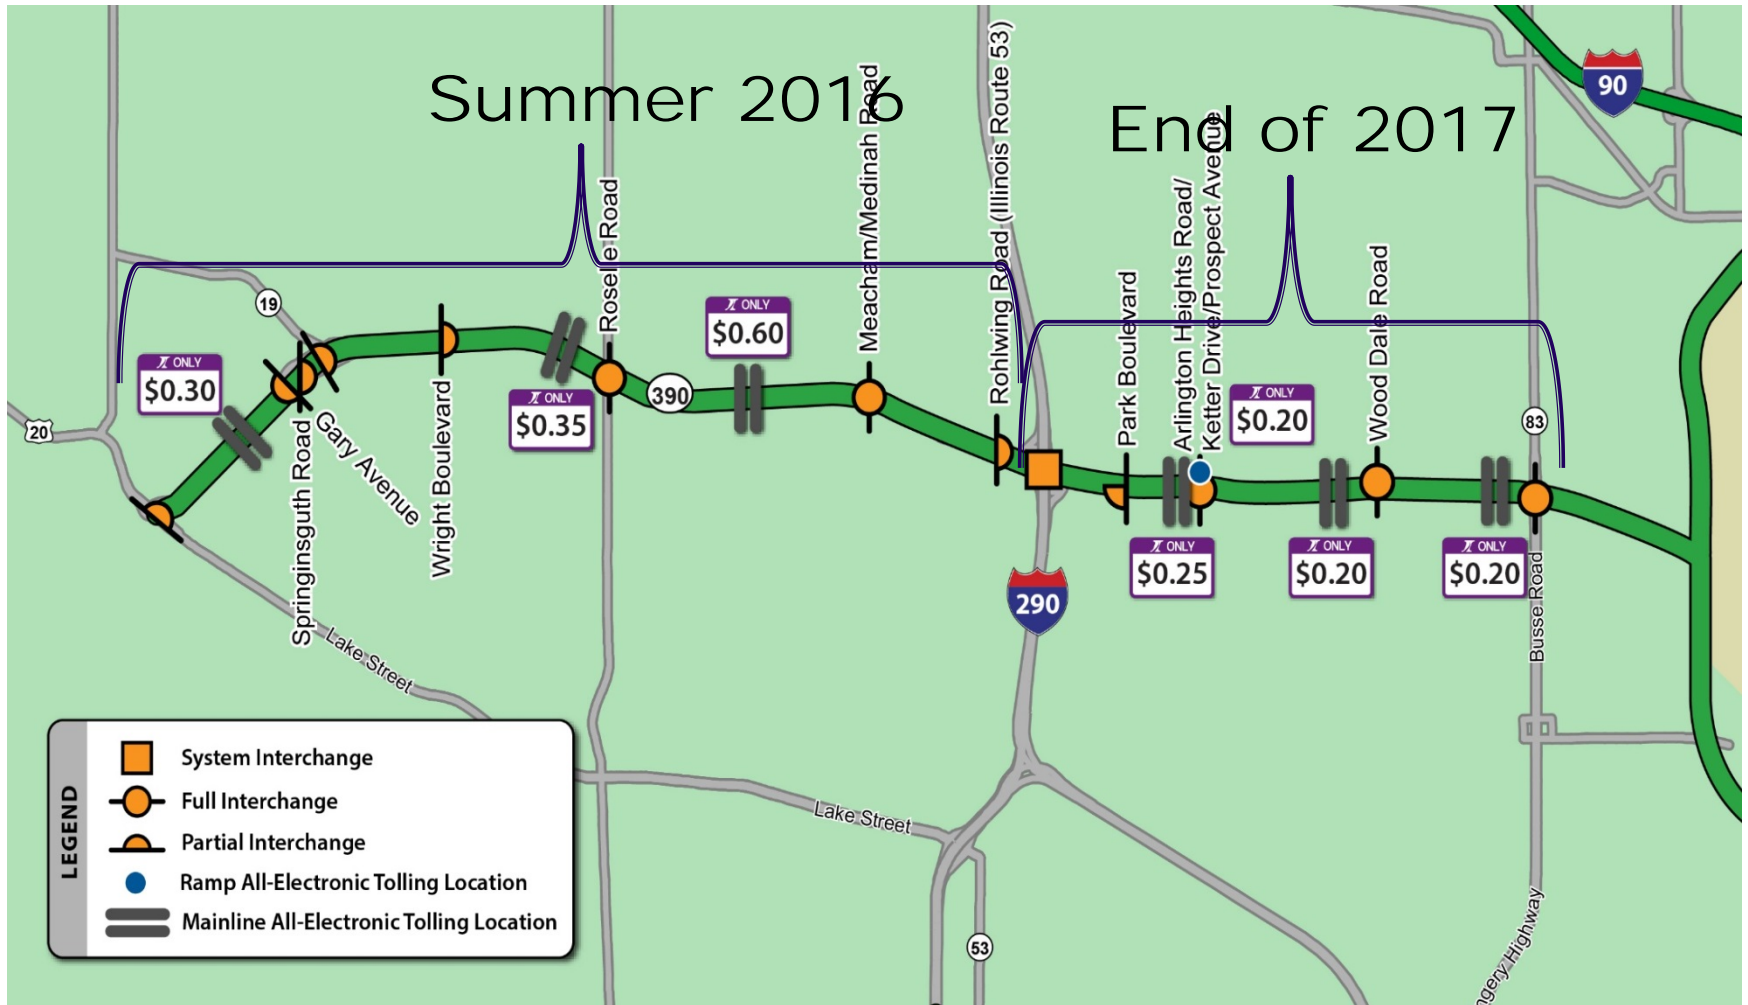 Summer 2016
End of 2017
90
Roselle Road
Meacham/Medinah Road
Rohlwing Road (Illinois Route 53)
Park Boulevard
Arlington Heights Road/
Ketter Drive/Prospect Avenue
Wood Dale Road
19
20
83
390
290
ONLY
$0.30
ONLY
$0.35
ONLY
$0.60
ONLY
$0.20
ONLY
$0.25
ONLY
$0.20
ONLY
$0.20
Springinsguth Road
Gary Avenue
Wright Boulevard
Busse Road
Lake Street
Lake Street
53
ngery Highway
LEGEND
System Interchange
Full Interchange
Partial Interchange
Ramp All-Electronic Tolling Location
Mainline All-Electronic Tolling Location